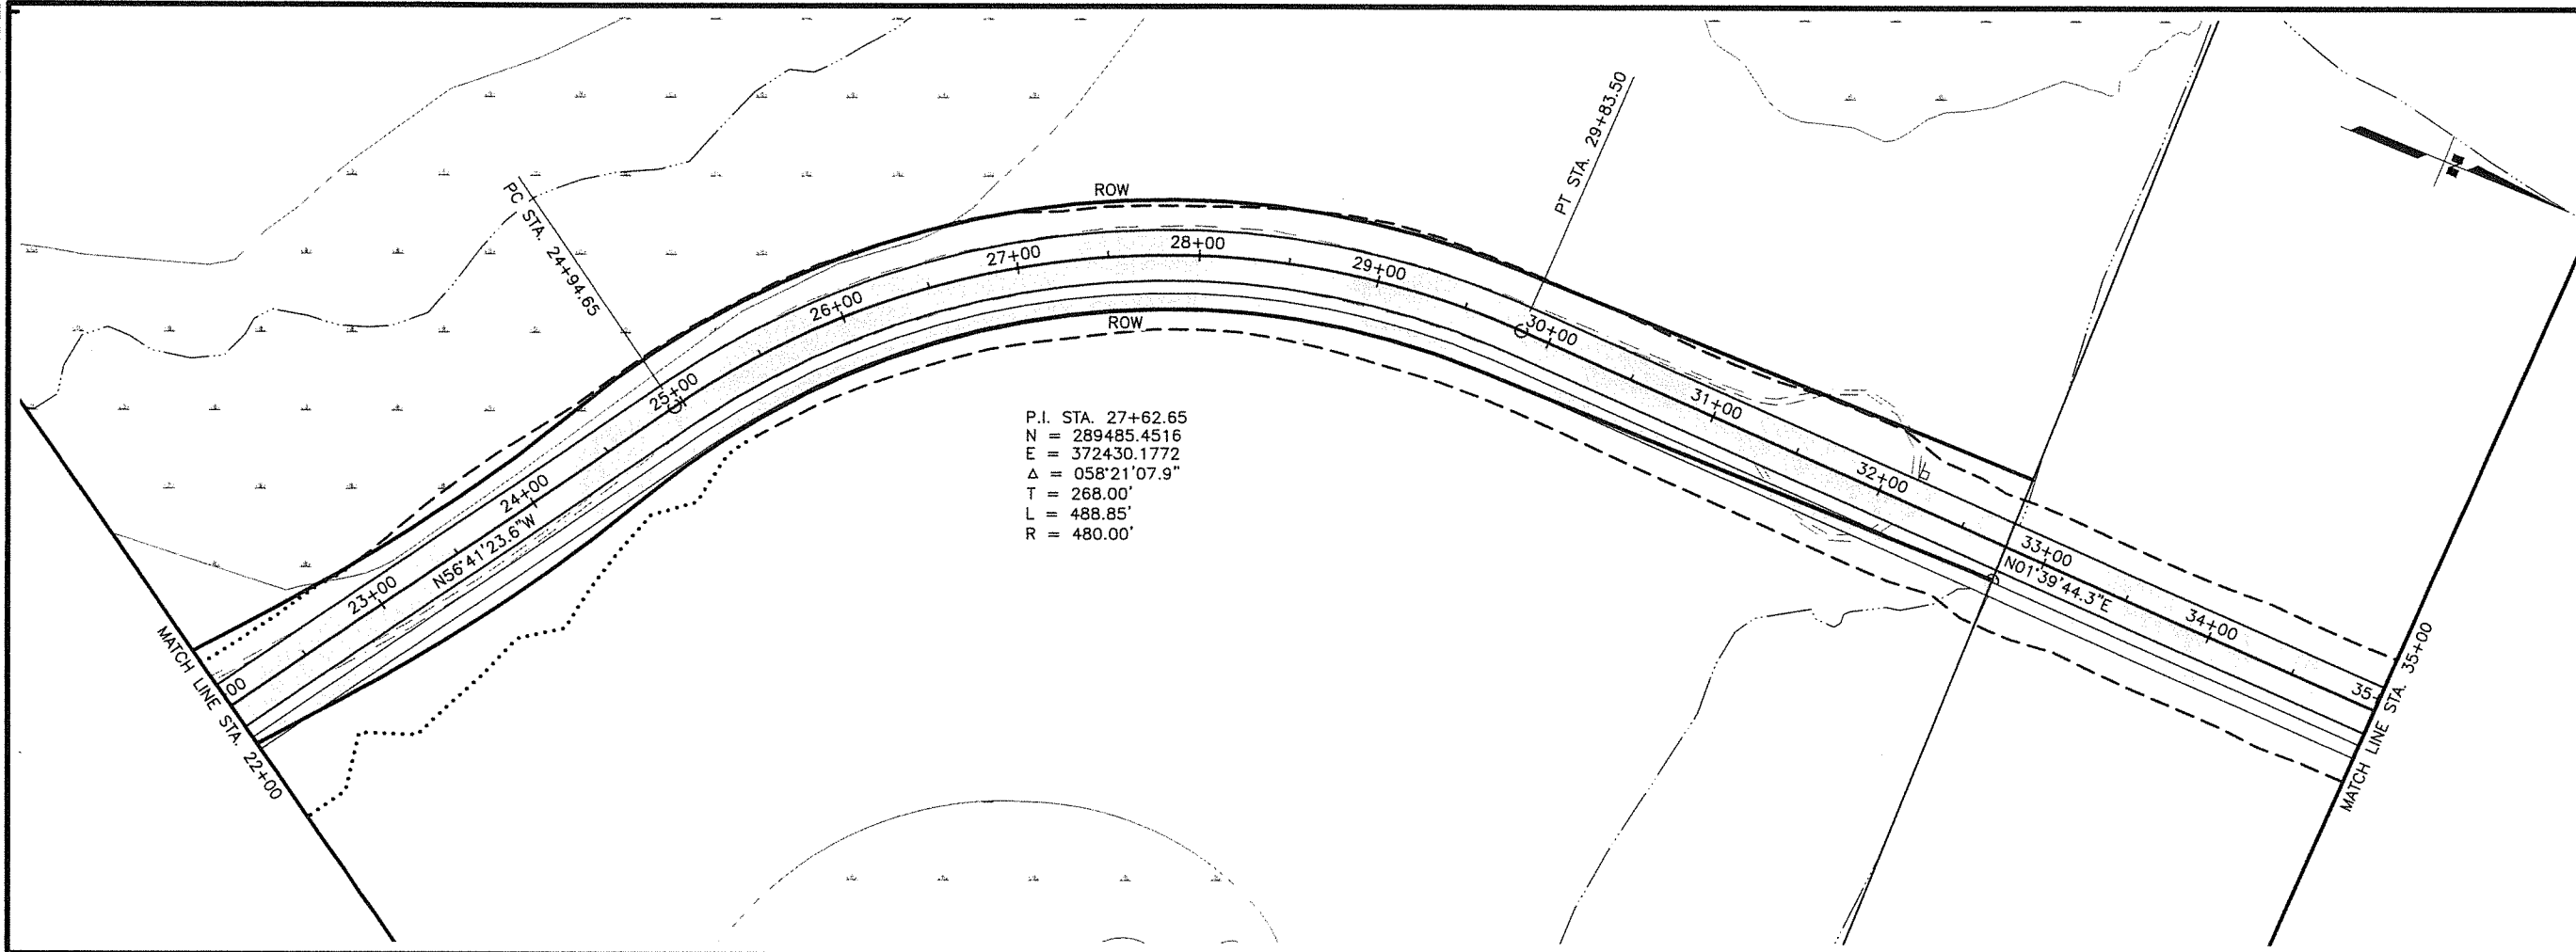 ROW
PC STA. 24+94.65
PT STA. 29+83.50
28+00
27+00
29+00
26+00
ROW
30+00
25+00
31+00
P.I. STA. 27+62.65
N = 289485.4516
E = 372430.1772
Δ = 058°21'07.9"
T = 268.00'
L = 488.85'
R = 480.00'
32+00
24+00
N56°41'23.6"W
33+00
N01°39'44.3"E
23+00
34+00
00
35
MATCH LINE STA. 22+00
MATCH LINE STA. 35+00